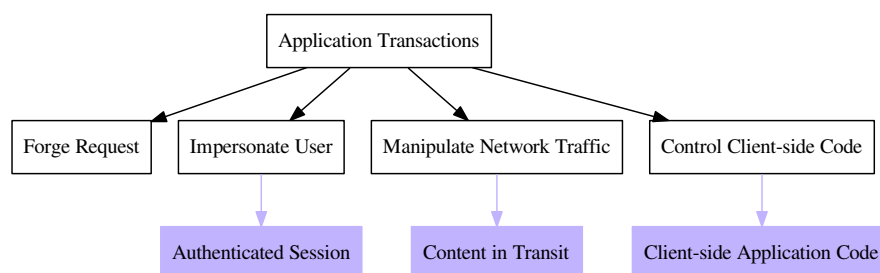 Application Transactions
Forge Request
Impersonate User
Manipulate Network Traffic
Control Client-side Code
Authenticated Session
Content in Transit
Client-side Application Code